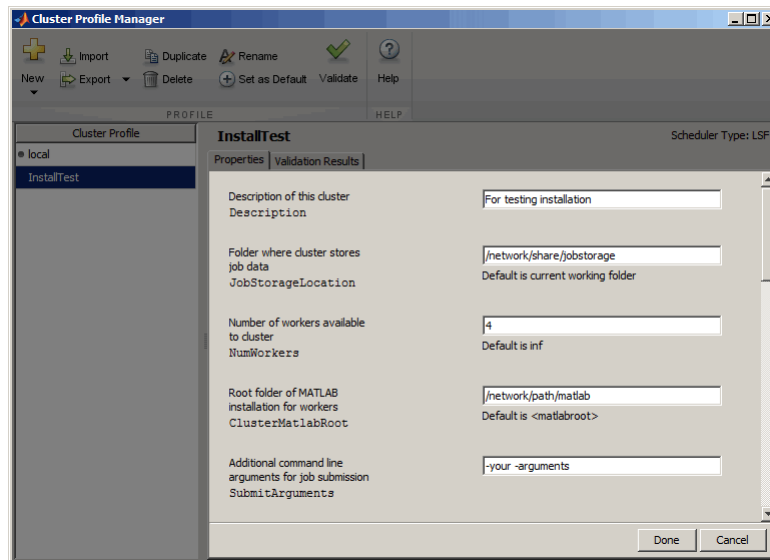 Cluster Profile Manager
New
Import
Export
Duplicate
Delete
Rename
Set as Default
Validate
Help
PROFILE
HELP
Cluster Profile
local
InstallTest
InstallTest
Scheduler Type: LSF
Properties
Validation Results
Description of this cluster
Description
For testing installation
Folder where cluster stores
job data
JobStorageLocation
/network/share/jobstorage
Default is current working folder
Number of workers available
to cluster
NumWorkers
4
Default is inf
Root folder of MATLAB
installation for workers
ClusterMatlabRoot
/network/path/matlab
Default is <matlabroot>
Additional command line
arguments for job submission
SubmitArguments
-your -arguments
Done
Cancel